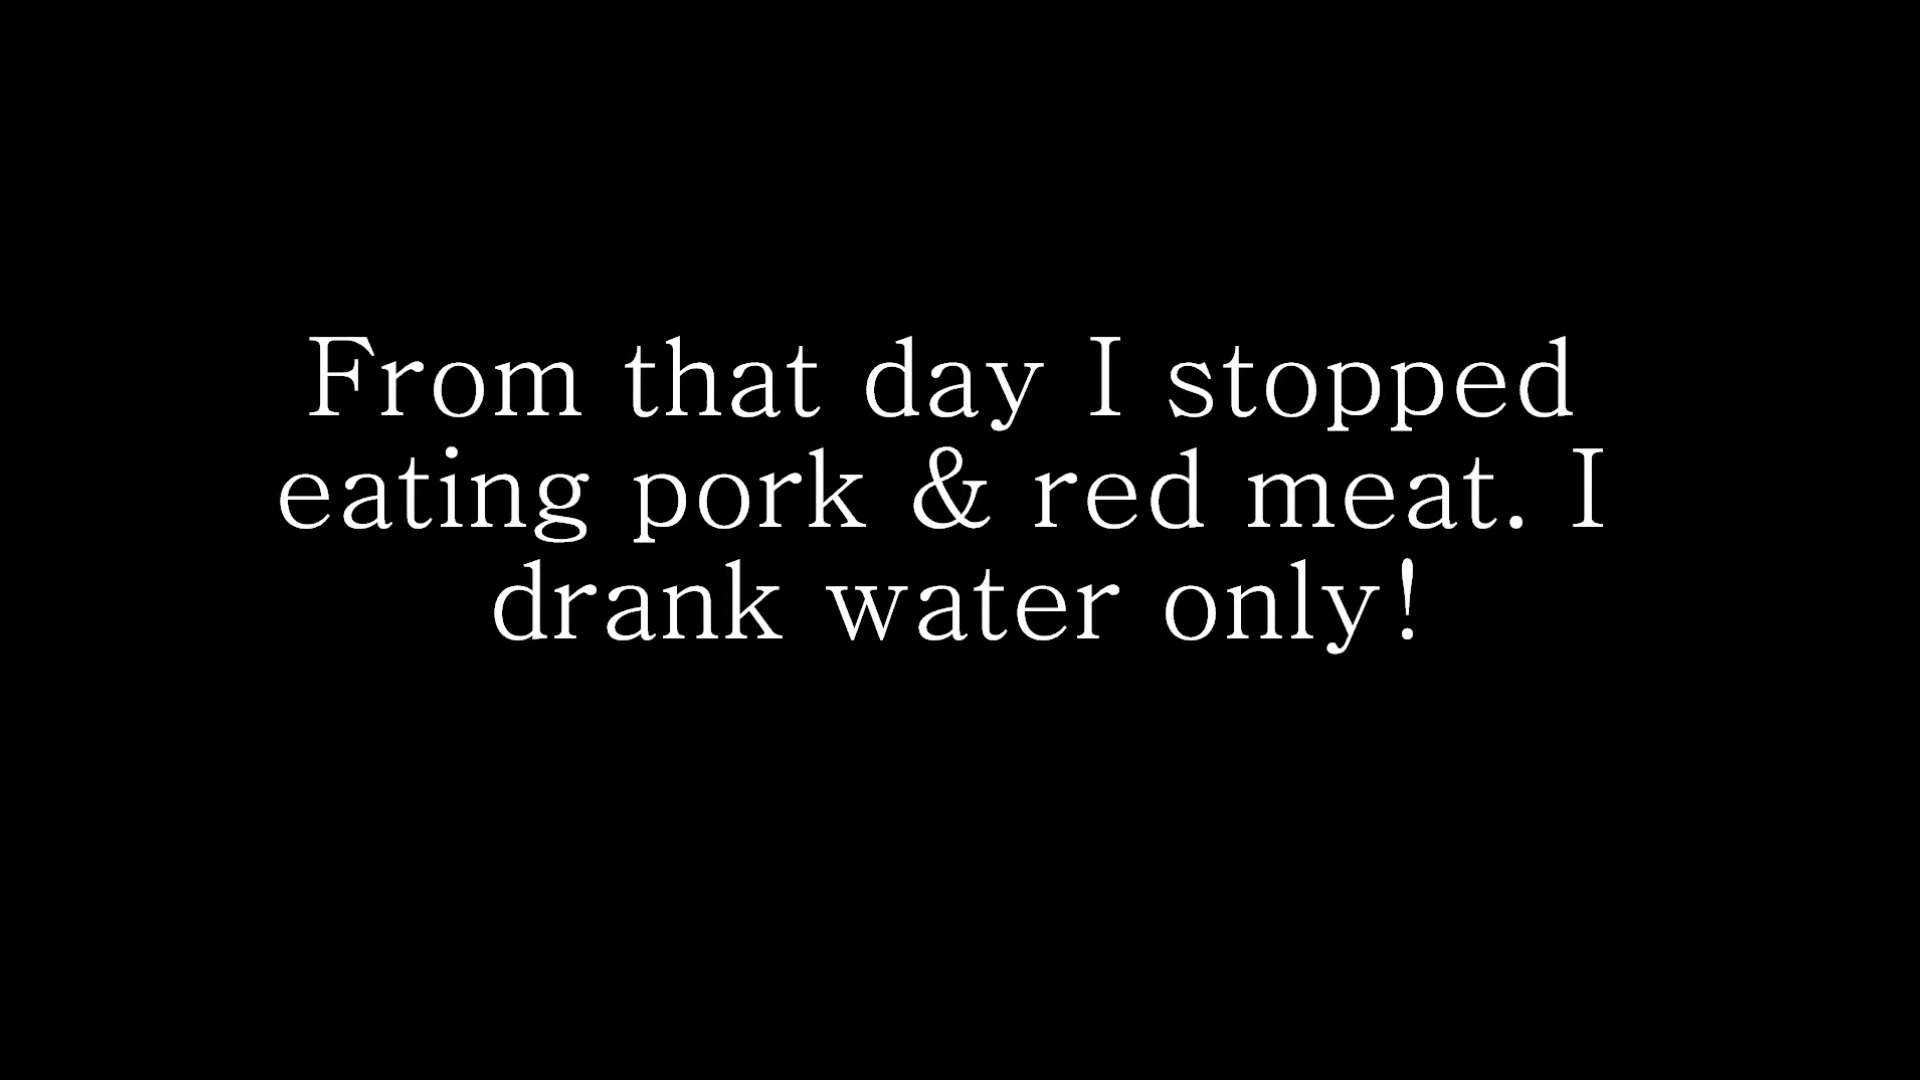 From that day I stopped
eating pork & red meat. I
drank water only!